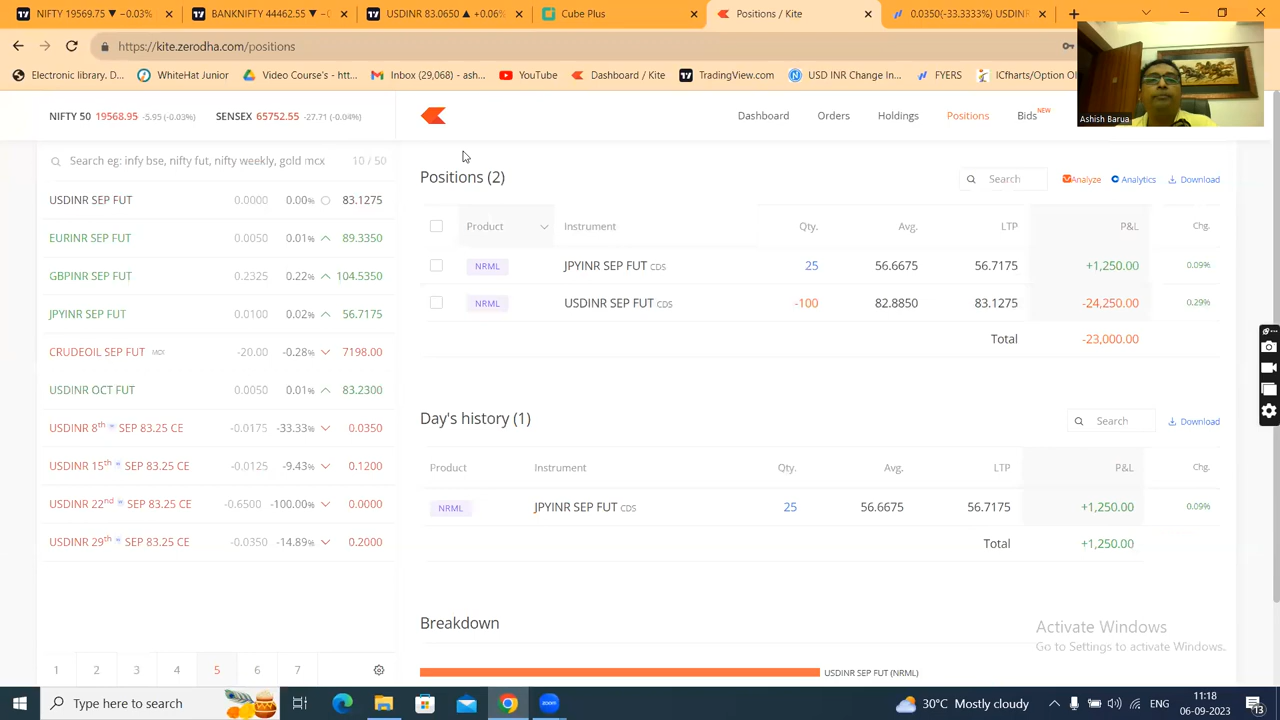 NIFTY 19569.75 ▼ −0.03%
BANKNIFTY 44462.55 ▼ −0
USDINR 83.1050 ▲ +0.06%
Cube Plus
Positions / Kite
0.0350(-33.3333%) USDIN
https://kite.zerodha.com/positions
Electronic library. D...
WhiteHat Junior
Video Course's - htt...
Inbox (29,068) - ash...
YouTube
Dashboard / Kite
TradingView.com
USD INR Change In...
FYERS
ICfharts/Option O
Ashish Barua
NIFTY 50 19568.95 -5.95 (-0.03%)
SENSEX 65752.55 -27.71 (-0.04%)
Dashboard
Orders
Holdings
Positions
Bids NEW
Search eg: infy bse, nifty fut, nifty weekly, gold mcx 10 / 50
USDINR SEP FUT 0.0000 0.00% 83.1275
EURINR SEP FUT 0.0050 0.01% 89.3350
GBPINR SEP FUT 0.2325 0.22% 104.5350
JPYINR SEP FUT 0.0100 0.02% 56.7175
CRUDEOIL SEP FUT MCX -20.00 -0.28% 7198.00
USDINR OCT FUT 0.0050 0.01% 83.2300
USDINR 8th w SEP 83.25 CE -0.0175 -33.33% 0.0350
USDINR 15th w SEP 83.25 CE -0.0125 -9.43% 0.1200
USDINR 22nd w SEP 83.25 CE -0.6500 -100.00% 0.0000
USDINR 29th w SEP 83.25 CE -0.0350 -14.89% 0.2000
1 2 3 4 5 6 7
Positions (2)
Search
Analyze
Analytics
Download
Product Instrument Qty. Avg. LTP P&L Chg.
NRML JPYINR SEP FUT CDS 25 56.6675 56.7175 +1,250.00 0.09%
NRML USDINR SEP FUT CDS -100 82.8850 83.1275 -24,250.00 0.29%
Total -23,000.00
Day's history (1)
Search
Download
Product Instrument Qty. Avg. LTP P&L Chg.
NRML JPYINR SEP FUT CDS 25 56.6675 56.7175 +1,250.00 0.09%
Total +1,250.00
Breakdown
USDINR SEP FUT (NRML)
Activate Windows
Go to Settings to activate Windows.
Type here to search
zoom
30°C Mostly cloudy
ENG
11:18
06-09-2023
13